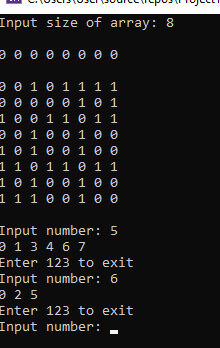 C:\Users\User\source\repos\Project
Input size of array: 8
0 0 0 0 0 0 0 0
0 0 1 0 1 1 1 1
0 0 0 0 0 1 0 1
1 0 0 1 1 0 1 1
0 0 1 0 0 1 0 0
1 0 1 0 0 1 0 0
1 1 0 1 1 0 1 1
1 0 1 0 0 1 0 0
1 1 1 0 0 1 0 0
Input number: 5
0 1 3 4 6 7
Enter 123 to exit
Input number: 6
0 2 5
Enter 123 to exit
Input number: